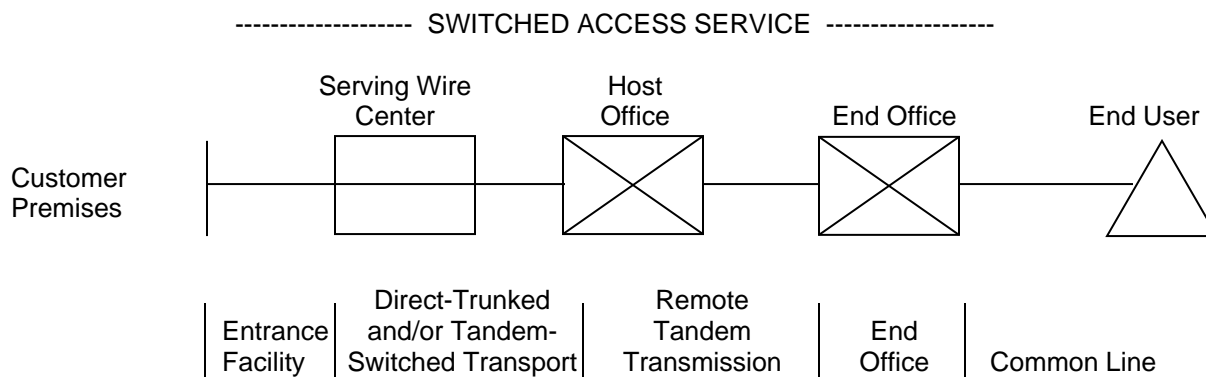 ------------------- SWITCHED ACCESS SERVICE ------------------
Serving Wire
Center
Host
Office
End Office
End User
Customer
Premises
Entrance
Facility
Direct-Trunked
and/or Tandem-
Switched Transport
Remote
Tandem
Transmission
End
Office
Common Line